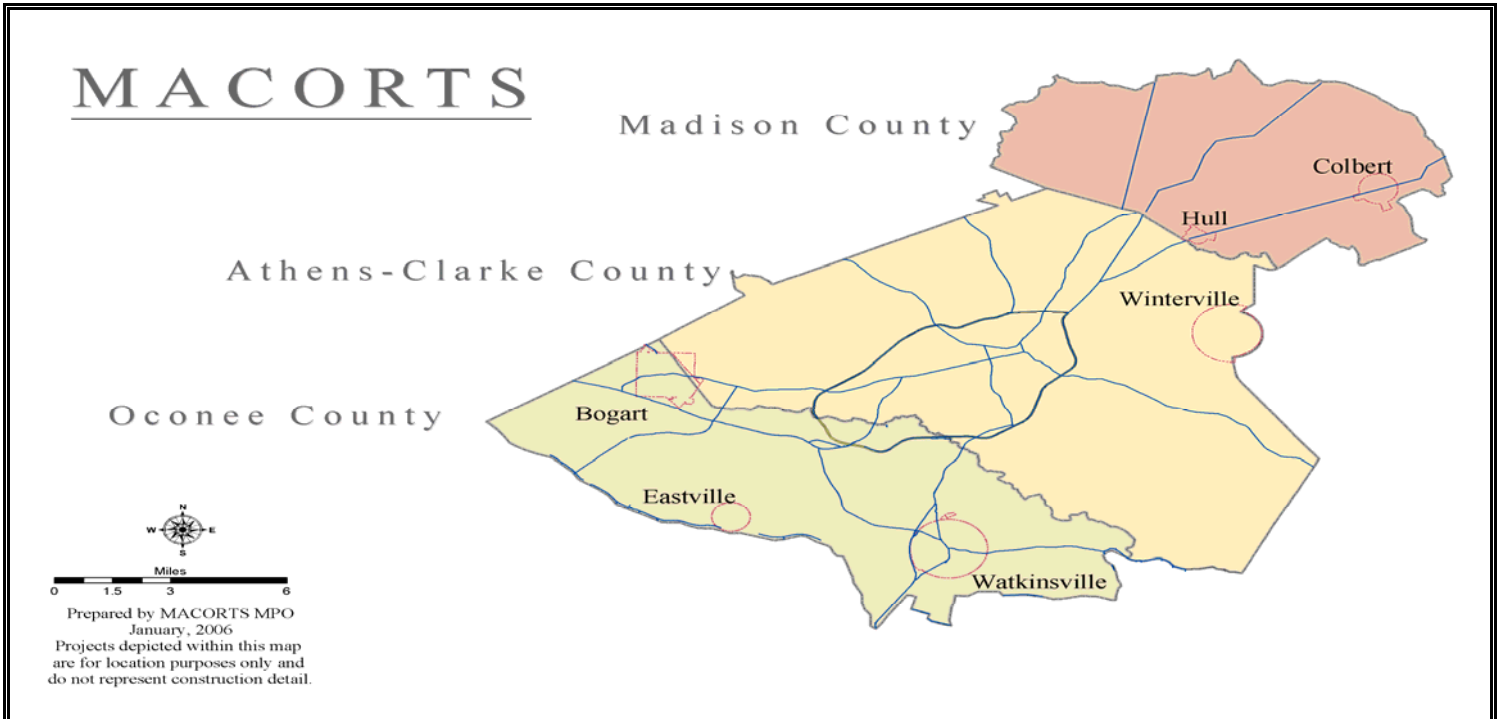 MACORTS
Madison County
Colbert
Hull
Athens-Clarke County
Winterville
Oconee County
Bogart
Eastville
Watkinsville
N
W E
S
Miles
0 1.5 3 6
Prepared by MACORTS MPO
January, 2006
Projects depicted within this map
are for location purposes only and
do not represent construction detail.